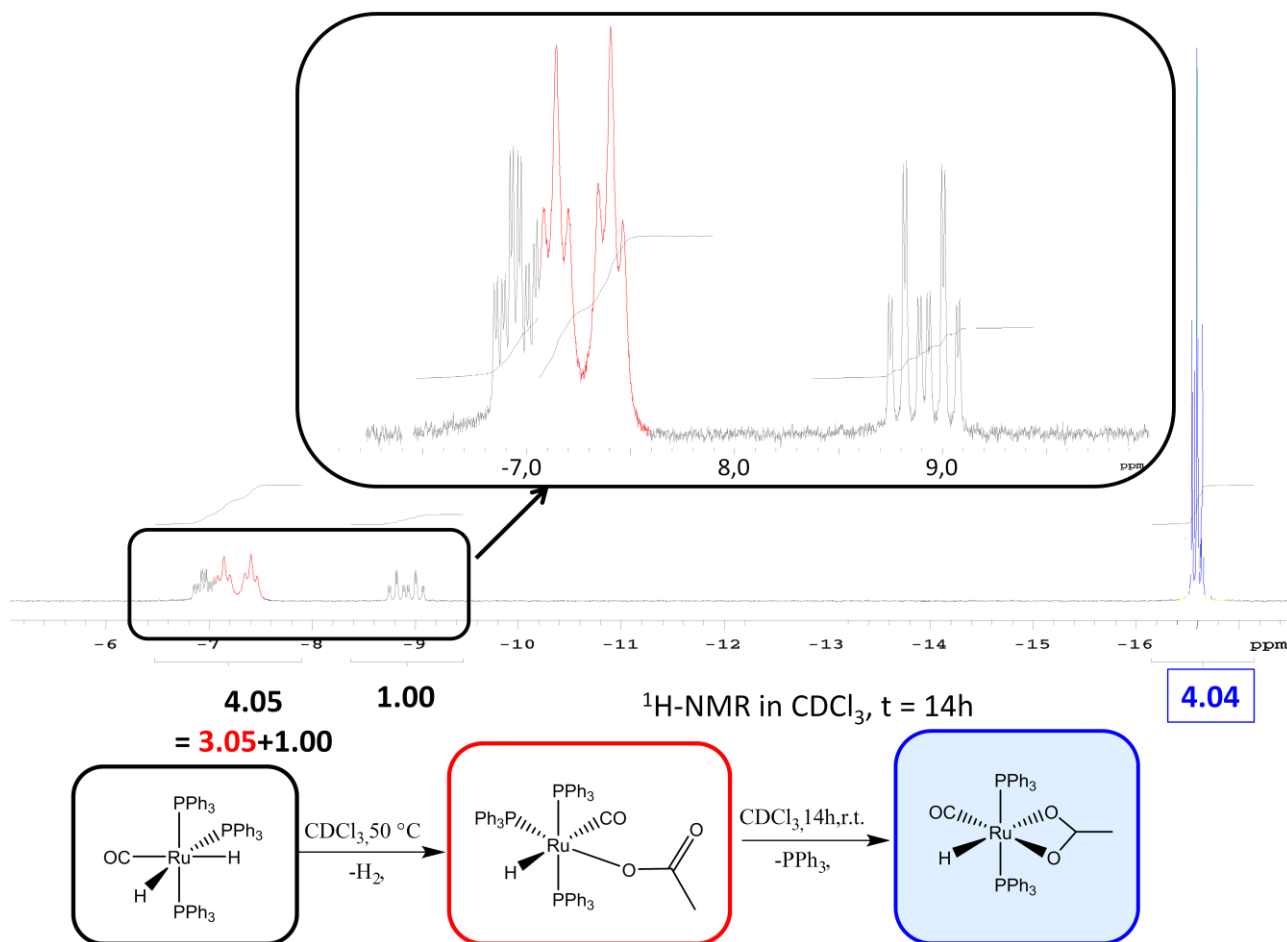 -7,0 8,0 9,0 ppm
-6 -7 -8 -9 -10 -11 -12 -13 -14 -15 -16 ppm
4.05 1.00 ¹H-NMR in CDCl₃, t = 14h 4.04
= 3.05+1.00
PPh₃
PPh₃
OC Ru H
H
PPh₃
CDCl₃,50 °C
-H₂,
PPh₃
Ph₃P CO O
Ru
H O
PPh₃
CDCl₃,14h,r.t.
-PPh₃,
PPh₃
OC O
Ru
H O
PPh₃